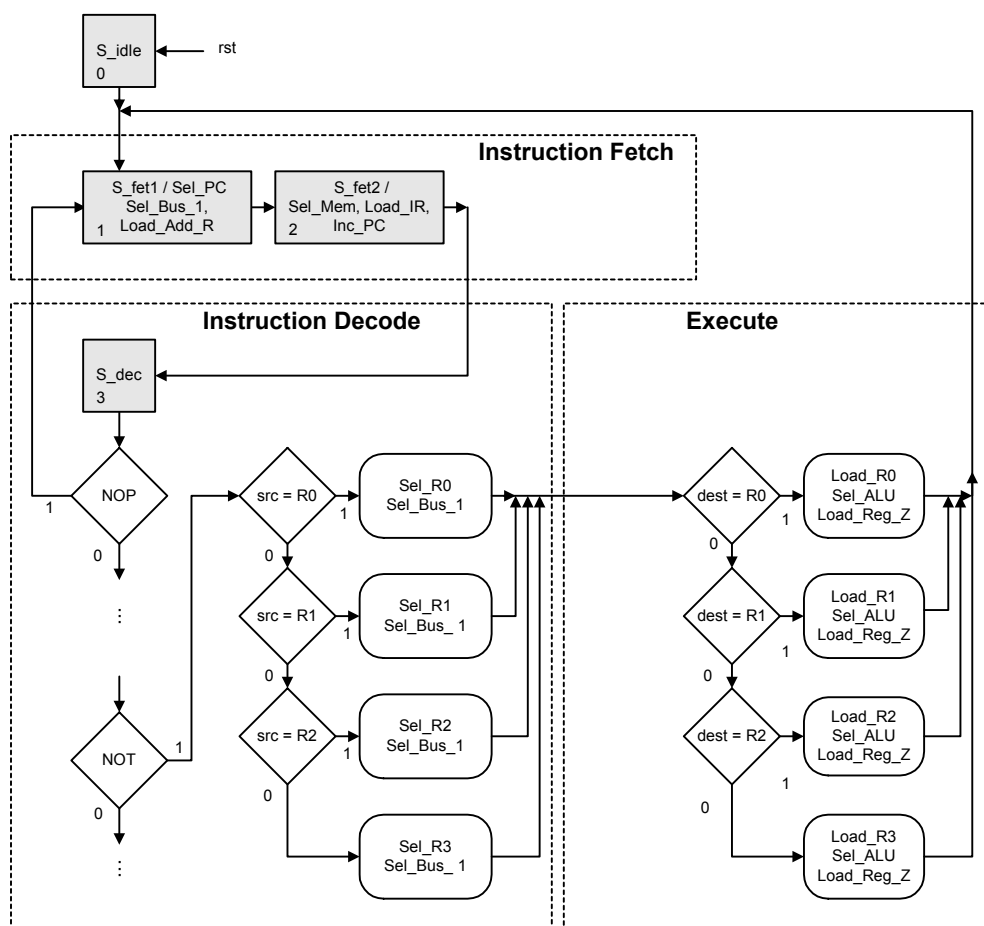 S_idle
0
rst
Instruction Fetch
S_fet1 / Sel_PC
Sel_Bus_1,
Load_Add_R
1
S_fet2 /
Sel_Mem, Load_IR,
Inc_PC
2
Instruction Decode
S_dec
3
NOP
1
0
...
NOT
1
0
...
src = R0
1
0
Sel_R0
Sel_Bus_1
src = R1
1
0
Sel_R1
Sel_Bus_ 1
src = R2
1
0
Sel_R2
Sel_Bus_1
Sel_R3
Sel_Bus_ 1
Execute
dest = R0
1
0
Load_R0
Sel_ALU
Load_Reg_Z
dest = R1
1
0
Load_R1
Sel_ALU
Load_Reg_Z
dest = R2
1
0
Load_R2
Sel_ALU
Load_Reg_Z
Load_R3
Sel_ALU
Load_Reg_Z